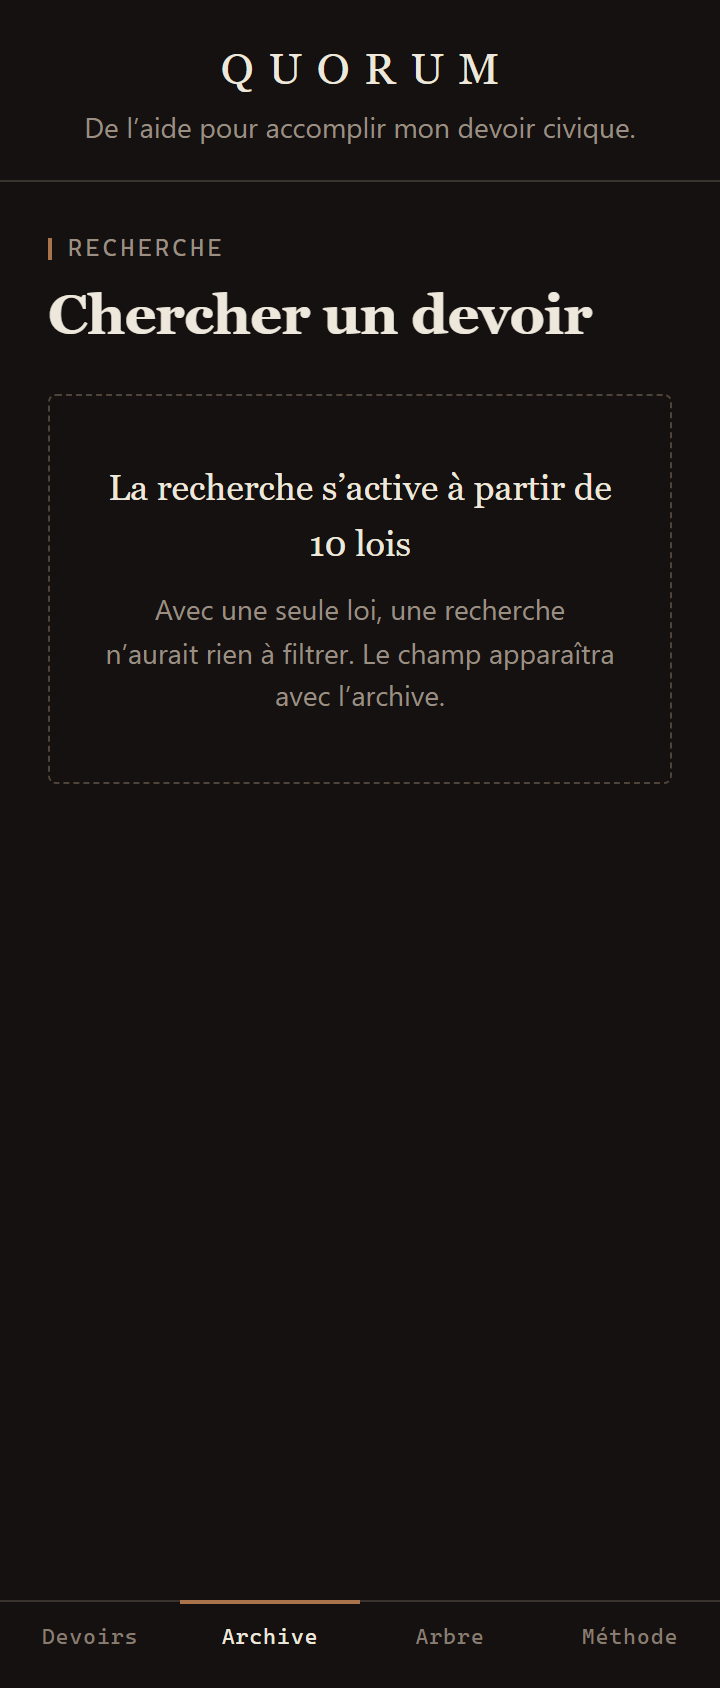 QUORUM
De l’aide pour accomplir mon devoir civique.
RECHERCHE
Chercher un devoir
La recherche s’active à partir de
10 lois
Avec une seule loi, une recherche
n’aurait rien à filtrer. Le champ apparaîtra
avec l’archive.
Devoirs Archive Arbre Méthode